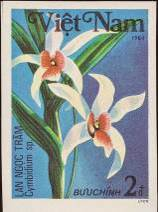 Việt Nam
1984
LAN NGỌC TRÂM
Cymbidium sp.
BƯU CHÍNH 2đ